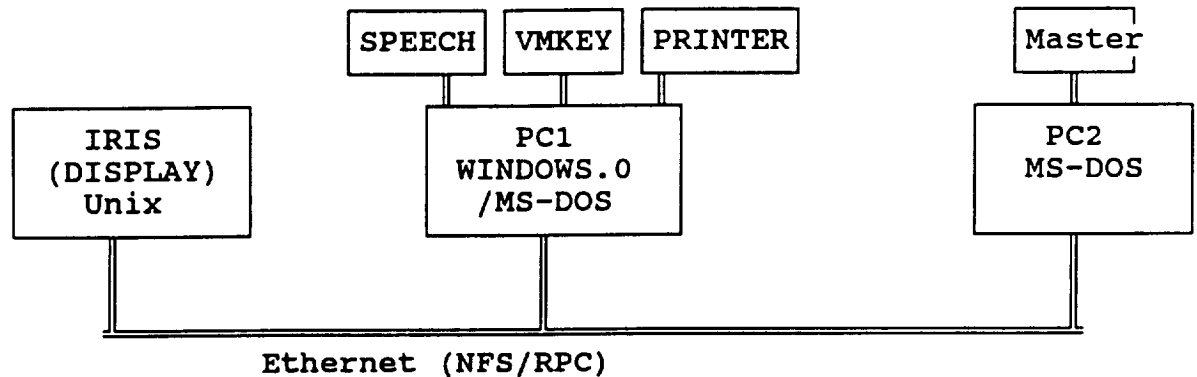 SPEECH VMKEY PRINTER Master
IRIS
(DISPLAY)
Unix
PC1
WINDOWS.0
/MS-DOS
PC2
MS-DOS
Ethernet (NFS/RPC)